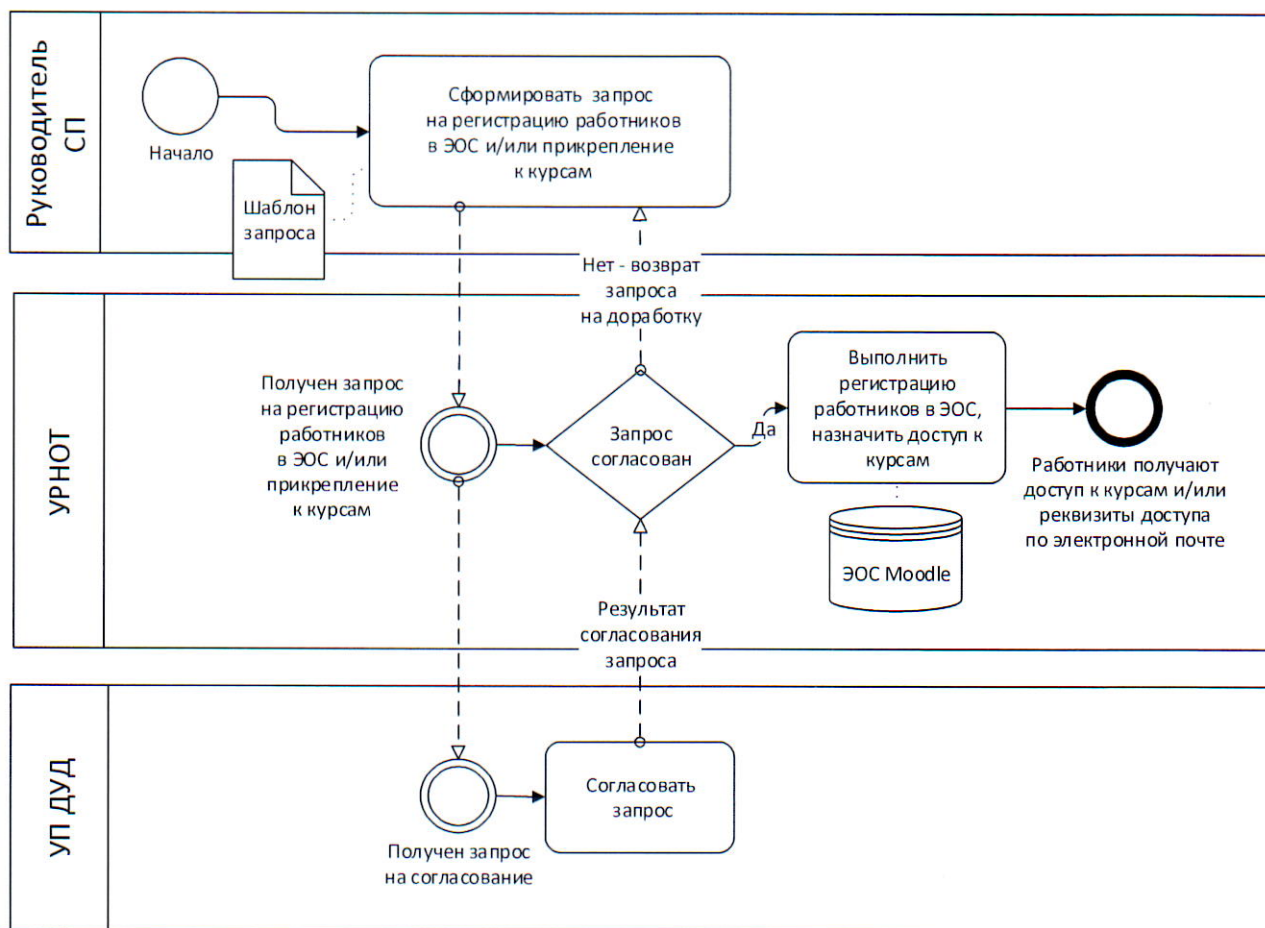 Руководитель
СП
Начало
Шаблон
запроса
Сформировать запрос
на регистрацию работников
в ЭОС и/или прикрепление
к курсам
Нет - возврат
запроса
на доработку
УРНОТ
Получен запрос
на регистрацию
работников
в ЭОС и/или
прикрепление
к курсам
Запрос
согласован
Да
Выполнить
регистрацию
работников в ЭОС,
назначить доступ к
курсам
ЭОС Moodle
Работники получают
доступ к курсам и/или
реквизиты доступа
по электронной почте
Результат
согласования
запроса
УП ДУД
Получен запрос
на согласование
Согласовать
запрос